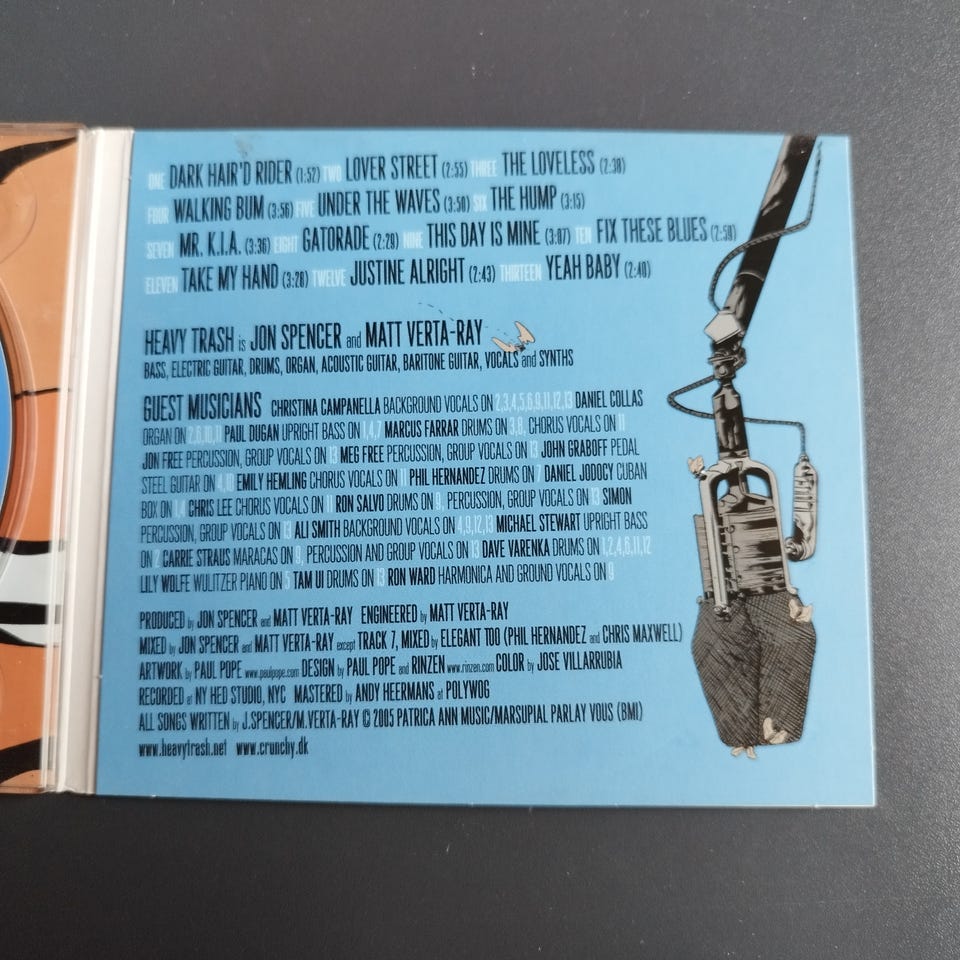 ONE DARK HAIR'D RIDER (1:52) TWO LOVER STREET (2:55) THREE THE LOVELESS (2:38)
FOUR WALKING BUM (3:56) FIVE UNDER THE WAVES (3:50) SIX THE HUMP (3:15)
SEVEN MR. K.I.A. (3:36) EIGHT GATORADE (2:29) NINE THIS DAY IS MINE (3:07) TEN FIX THESE BLUES (2:50)
ELEVEN TAKE MY HAND (3:28) TWELVE JUSTINE ALRIGHT (2:43) THIRTEEN YEAH BABY (2:40)
HEAVY TRASH is JON SPENCER and MATT VERTA-RAY
BASS, ELECTRIC GUITAR, DRUMS, ORGAN, ACOUSTIC GUITAR, BARITONE GUITAR, VOCALS and SYNTHS
GUEST MUSICIANS CHRISTINA CAMPANELLA BACKGROUND VOCALS ON 2,3,4,5,6,9,11,12,13 DANIEL COLLAS
ORGAN ON 2,6,10,11 PAUL DUGAN UPRIGHT BASS ON 1,4,7 MARCUS FARRAR DRUMS ON 3,8, CHORUS VOCALS ON 11
JON FREE PERCUSSION, GROUP VOCALS ON 13 MEG FREE PERCUSSION, GROUP VOCALS ON 13 JOHN GRABOFF PEDAL
STEEL GUITAR ON 4,10 EMILY HEMLING CHORUS VOCALS ON 11 PHIL HERNANDEZ DRUMS ON 7 DANIEL JODOCY CUBAN
BOX ON 1,4 CHRIS LEE CHORUS VOCALS ON 11 RON SALVO DRUMS ON 9, PERCUSSION, GROUP VOCALS ON 13 SIMON
PERCUSSION, GROUP VOCALS ON 13 ALI SMITH BACKGROUND VOCALS ON 4,9,12,13 MICHAEL STEWART UPRIGHT BASS
ON 2 CARRIE STRAUS MARACAS ON 9, PERCUSSION AND GROUP VOCALS ON 13 DAVE VARENKA DRUMS ON 1,2,4,6,11,12
LILY WOLFE WULITZER PIANO ON 5 TAM UI DRUMS ON 13 RON WARD HARMONICA AND GROUND VOCALS ON 9
PRODUCED by JON SPENCER and MATT VERTA-RAY ENGINEERED by MATT VERTA-RAY
MIXED by JON SPENCER and MATT VERTA-RAY except TRACK 7, MIXED by ELEGANT TOO (PHIL HERNANDEZ and CHRIS MAXWELL)
ARTWORK by PAUL POPE www.paulpope.com DESIGN by PAUL POPE and RINZEN www.rinzen.com COLOR by JOSE VILLARRUBIA
RECORDED at NY HED STUDIO, NYC MASTERED by ANDY HEERMANS at POLYWOG
ALL SONGS WRITTEN by J.SPENCER/M.VERTA-RAY © 2005 PATRICA ANN MUSIC/MARSUPIAL PARLAY VOUS (BMI)
www.heavytrash.net www.crunchy.dk